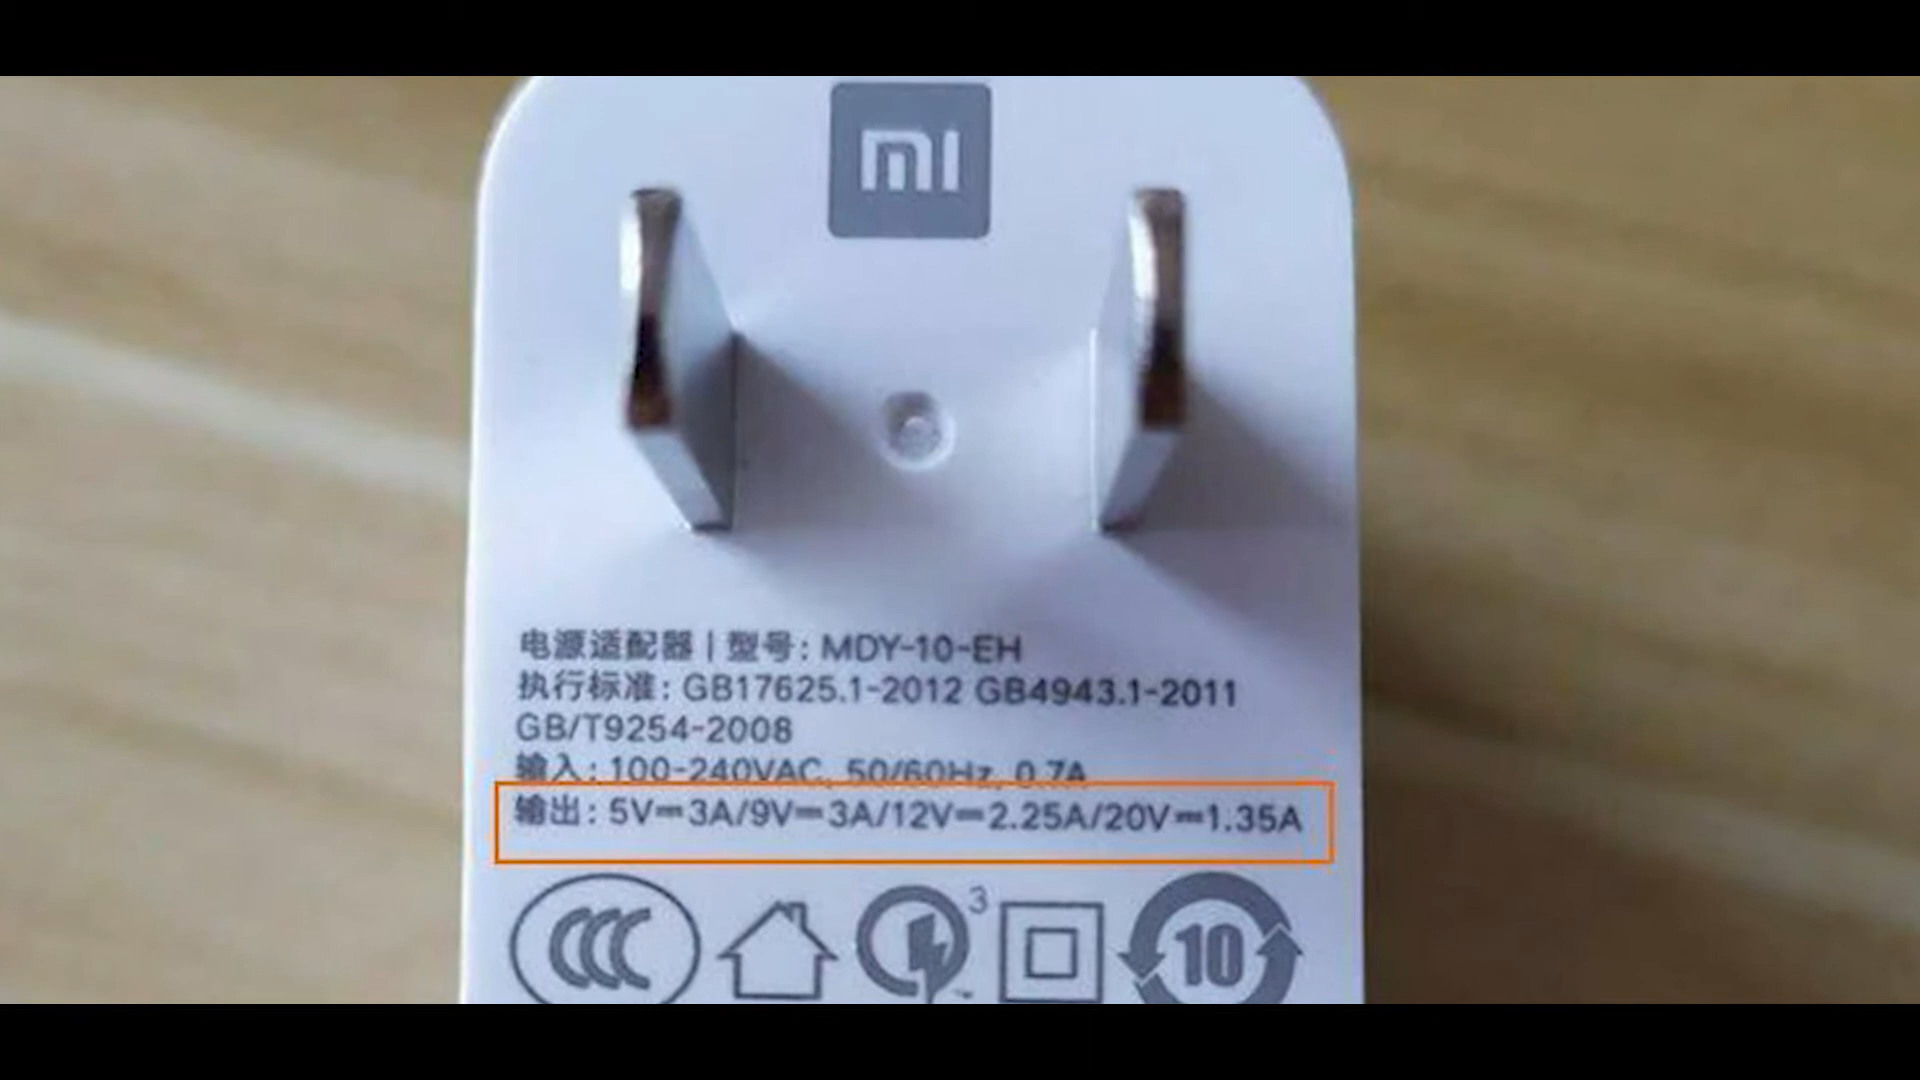 mi
电源适配器 | 型号: MDY-10-EH
执行标准: GB17625.1-2012 GB4943.1-2011
GB/T9254-2008
输入: 100-240VAC, 50/60Hz, 0.7A
输出: 5V⎓3A/9V⎓3A/12V⎓2.25A/20V⎓1.35A
CCC 3 10